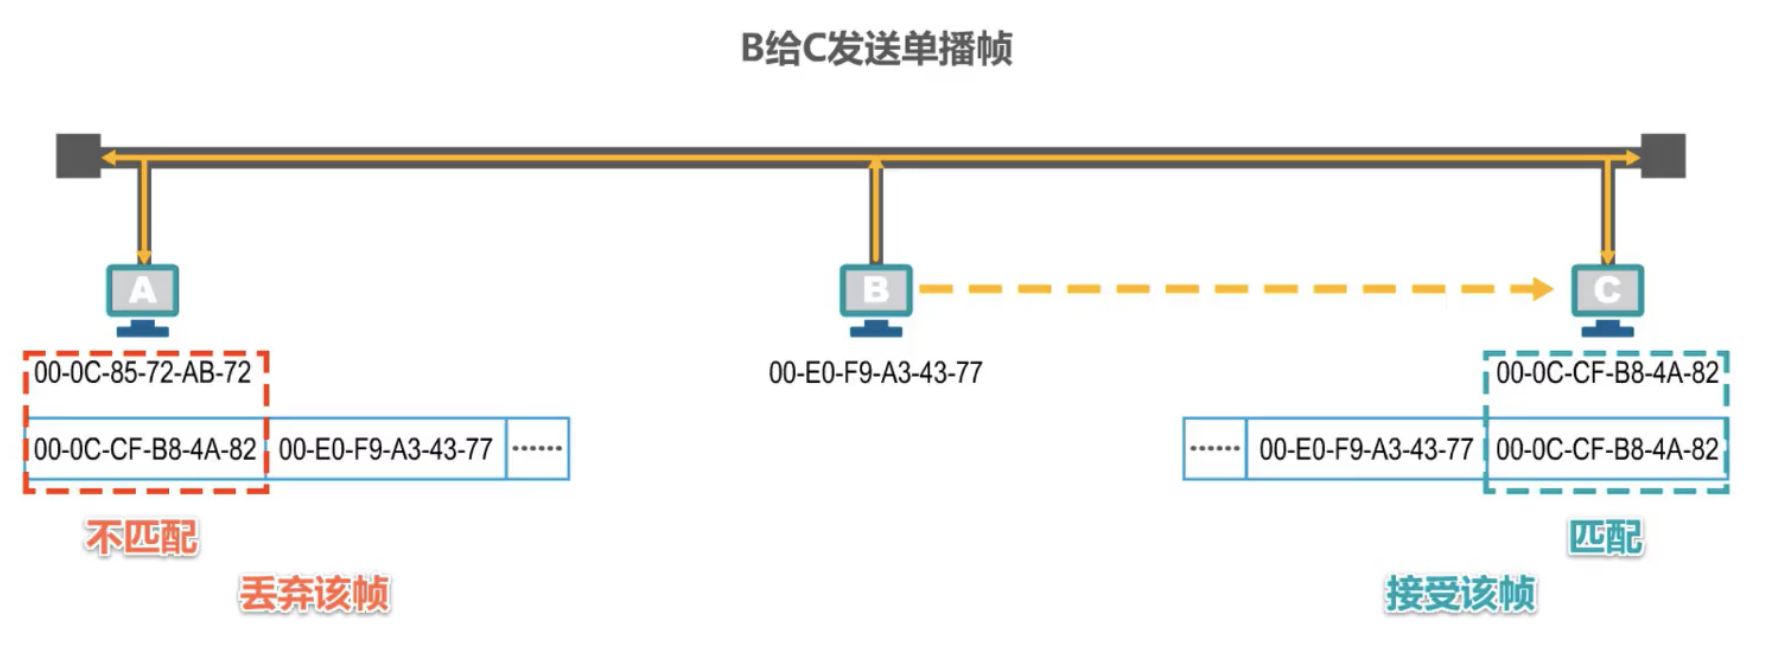 B给C发送单播帧
A
B
C
00-0C-85-72-AB-72
00-E0-F9-A3-43-77
00-0C-CF-B8-4A-82
00-0C-CF-B8-4A-82 00-E0-F9-A3-43-77 ······
······ 00-E0-F9-A3-43-77 00-0C-CF-B8-4A-82
不匹配
匹配
丢弃该帧
接受该帧